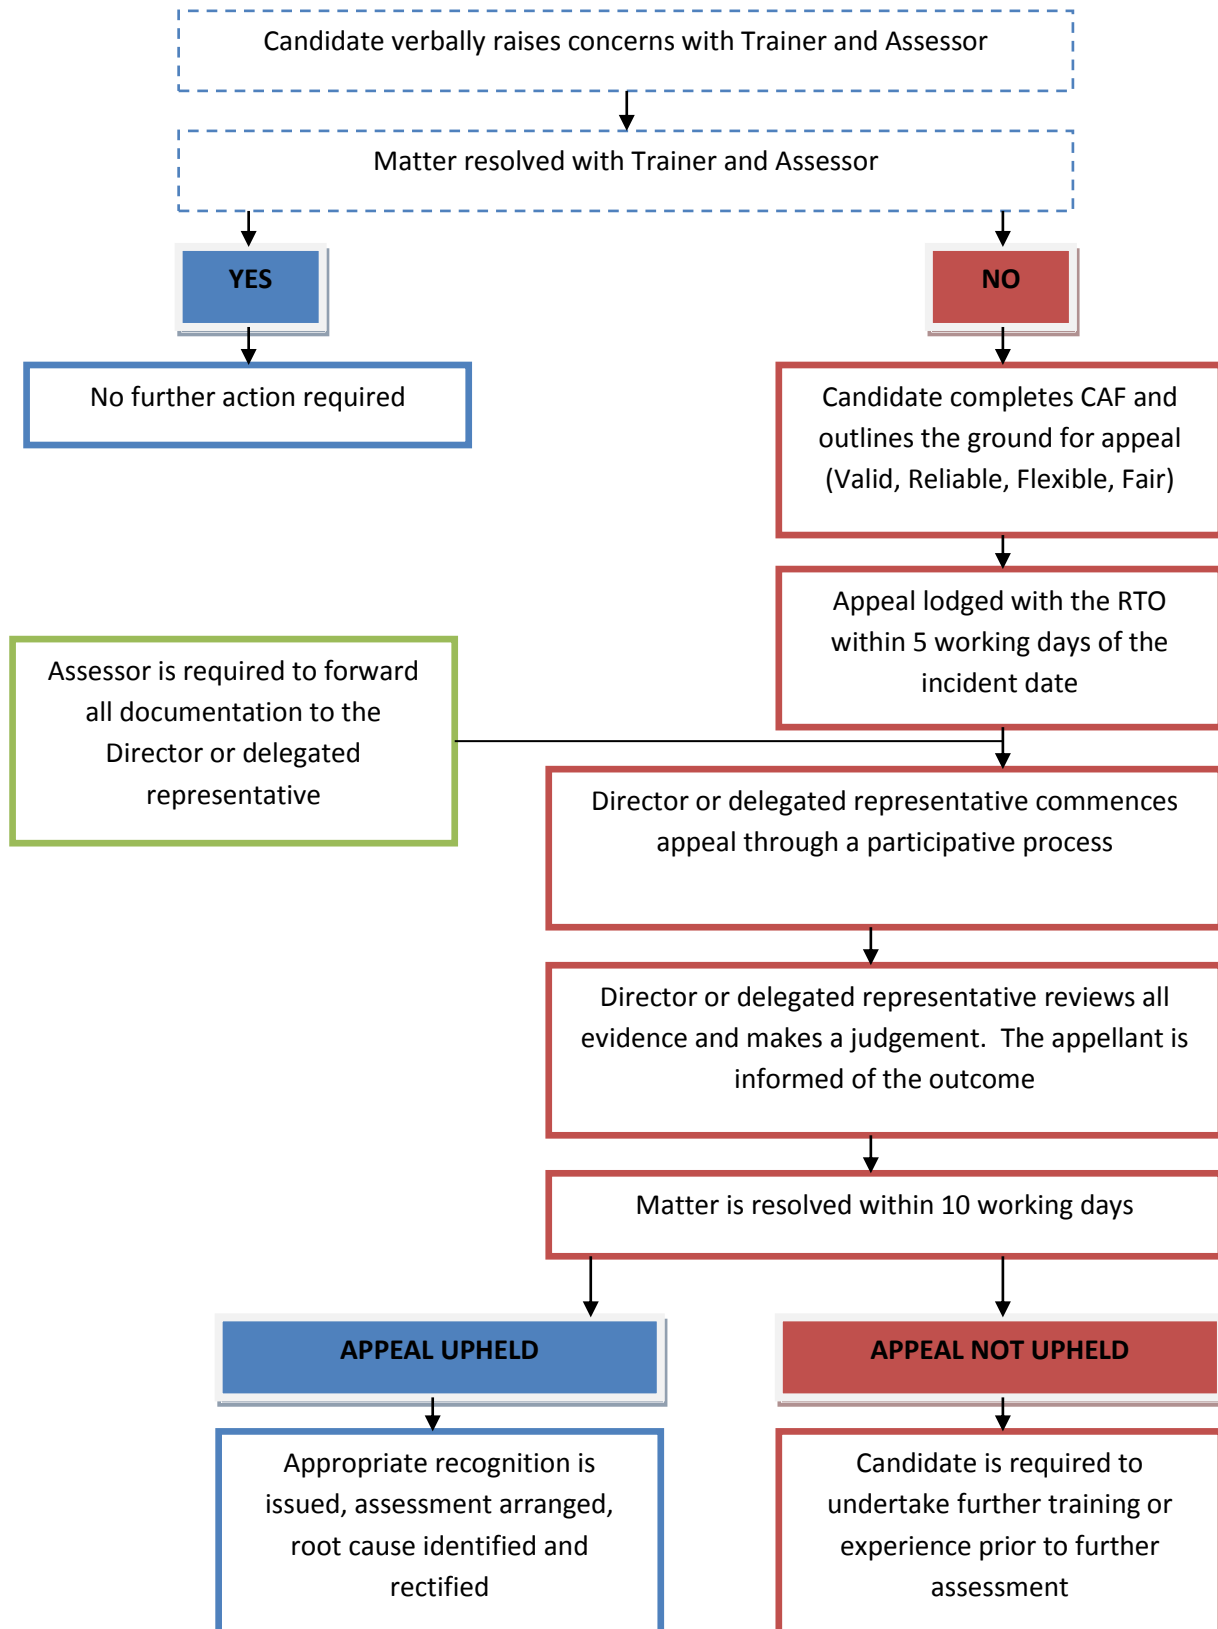 Candidate verbally raises concerns with Trainer and Assessor
Matter resolved with Trainer and Assessor
YES
NO
No further action required
Candidate completes CAF and
outlines the ground for appeal
(Valid, Reliable, Flexible, Fair)
Appeal lodged with the RTO
within 5 working days of the
incident date
Assessor is required to forward
all documentation to the
Director or delegated
representative
Director or delegated representative commences
appeal through a participative process
Director or delegated representative reviews all
evidence and makes a judgement.  The appellant is
informed of the outcome
Matter is resolved within 10 working days
APPEAL UPHELD
APPEAL NOT UPHELD
Appropriate recognition is
issued, assessment arranged,
root cause identified and
rectified
Candidate is required to
undertake further training or
experience prior to further
assessment